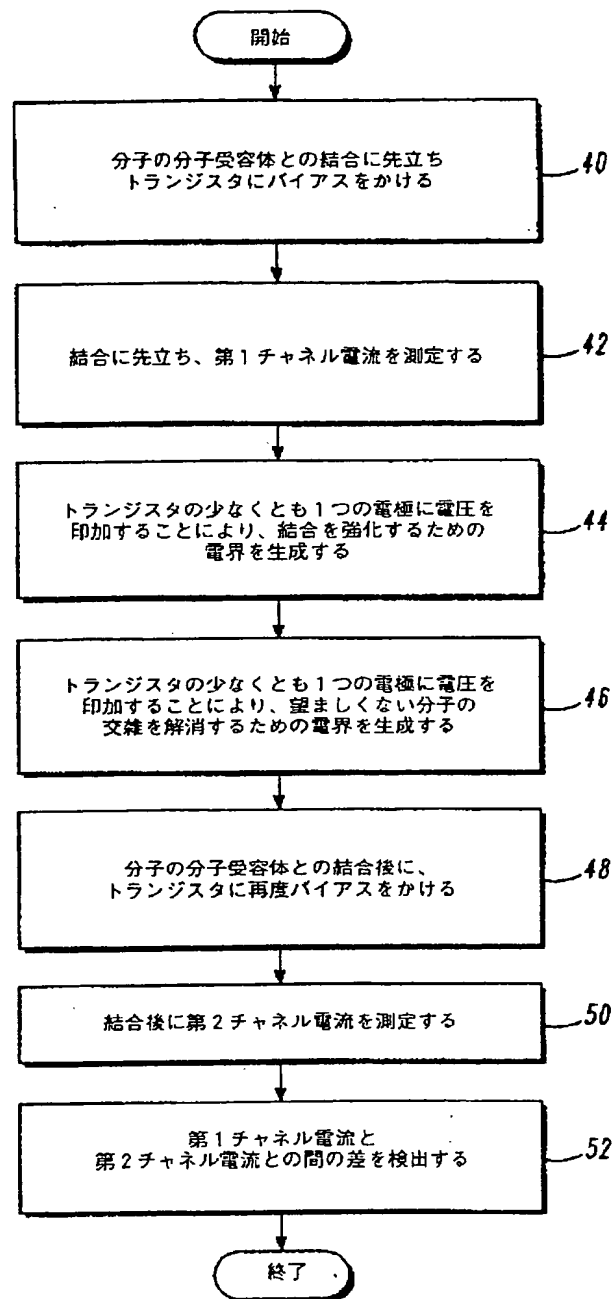 開始
分子の分子受容体との結合に先立ち
トランジスタにバイアスをかける
40
結合に先立ち、第1チャネル電流を測定する
42
トランジスタの少なくとも1つの電極に電圧を
印加することにより、結合を強化するための
電界を生成する
44
トランジスタの少なくとも1つの電極に電圧を
印加することにより、望ましくない分子の
交雑を解消するための電界を生成する
46
分子の分子受容体との結合後に、
トランジスタに再度バイアスをかける
48
結合後に第2チャネル電流を測定する
50
第1チャネル電流と
第2チャネル電流との間の差を検出する
52
終了